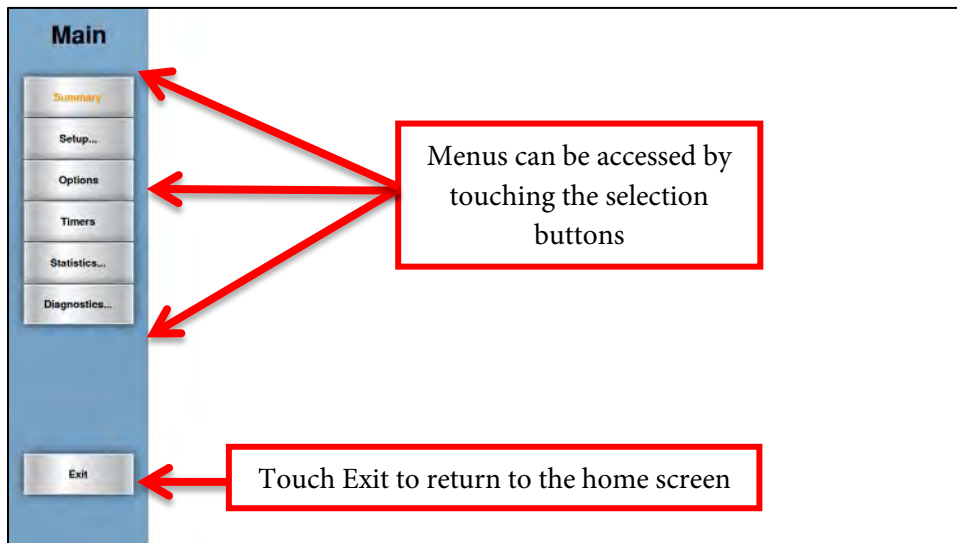 Main
Summary
Setup...
Options
Timers
Statistics...
Diagnostics...
Menus can be accessed by
touching the selection
buttons
Exit
Touch Exit to return to the home screen